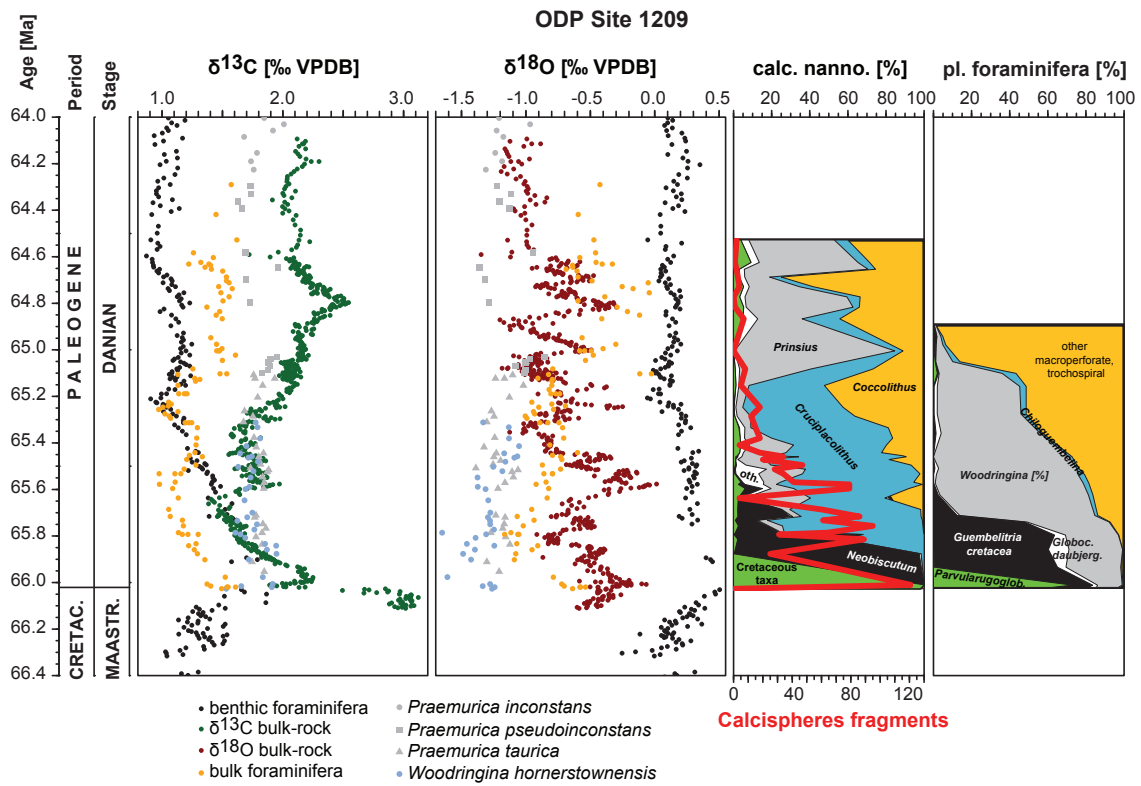 ODP Site 1209
Age [Ma]
Period
Stage
δ13C [‰ VPDB]
δ18O [‰ VPDB]
calc. nanno. [%]
pl. foraminifera [%]
1.0 2.0 3.0
-1.5 -1.0 -0.5 0.0 0.5
20 40 60 80 100
20 40 60 80 100
64.0
64.2
64.4
64.6
64.8
65.0
65.2
65.4
65.6
65.8
66.0
66.2
66.4
PALEOGENE
CRETAC.
DANIAN
MAASTR.
Prinsius
Coccolithus
Cruciplacolithus
oth.
Neobiscutum
Cretaceous
taxa
other
macroperforate,
trochospiral
Chiloguembelina
Woodringina [%]
Guembelitria
cretacea
Globoc.
daubjerg.
Parvularugoglob.
0 40 80 120
Calcispheres fragments
benthic foraminifera
δ13C bulk-rock
δ18O bulk-rock
bulk foraminifera
Praemurica inconstans
Praemurica pseudoinconstans
Praemurica taurica
Woodringina hornerstownensis